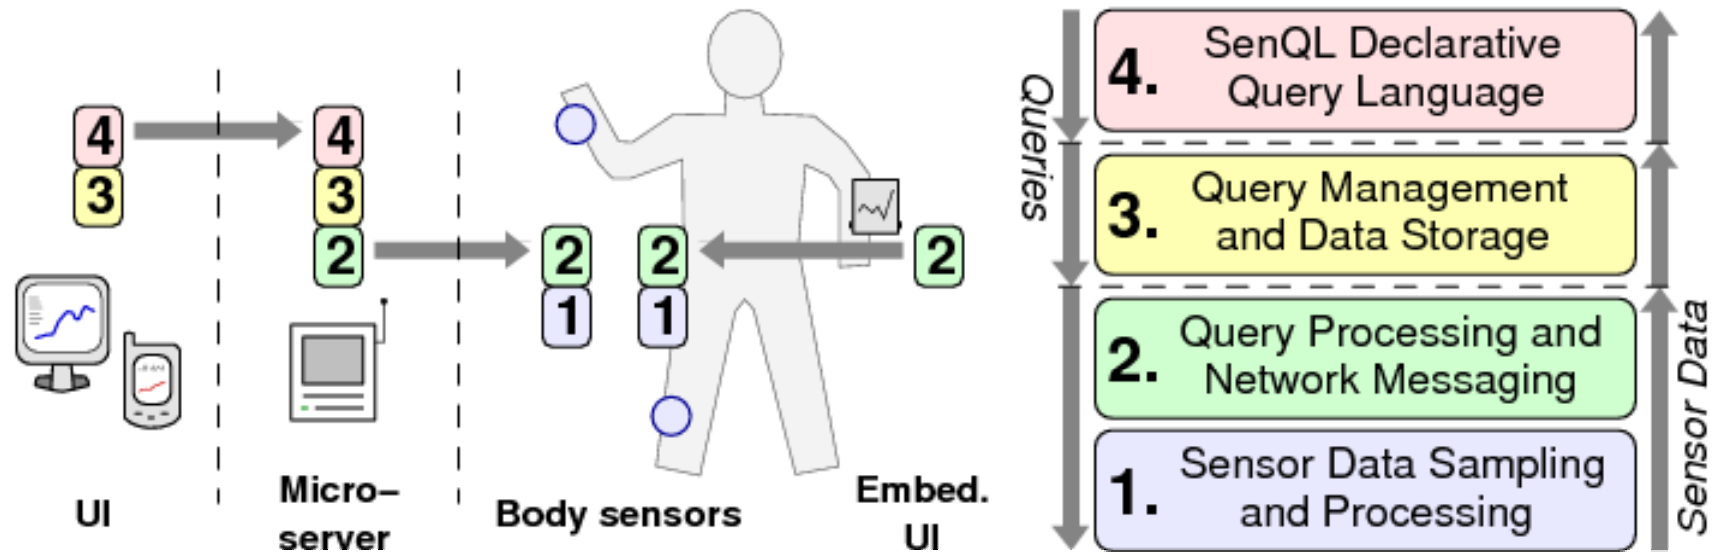 4
3
UI
4
3
2
Micro–
server
2
1
2
1
Body sensors
2
Embed.
UI
Queries
4. SenQL Declarative
Query Language
3. Query Management
and Data Storage
2. Query Processing and
Network Messaging
1. Sensor Data Sampling
and Processing
Sensor Data